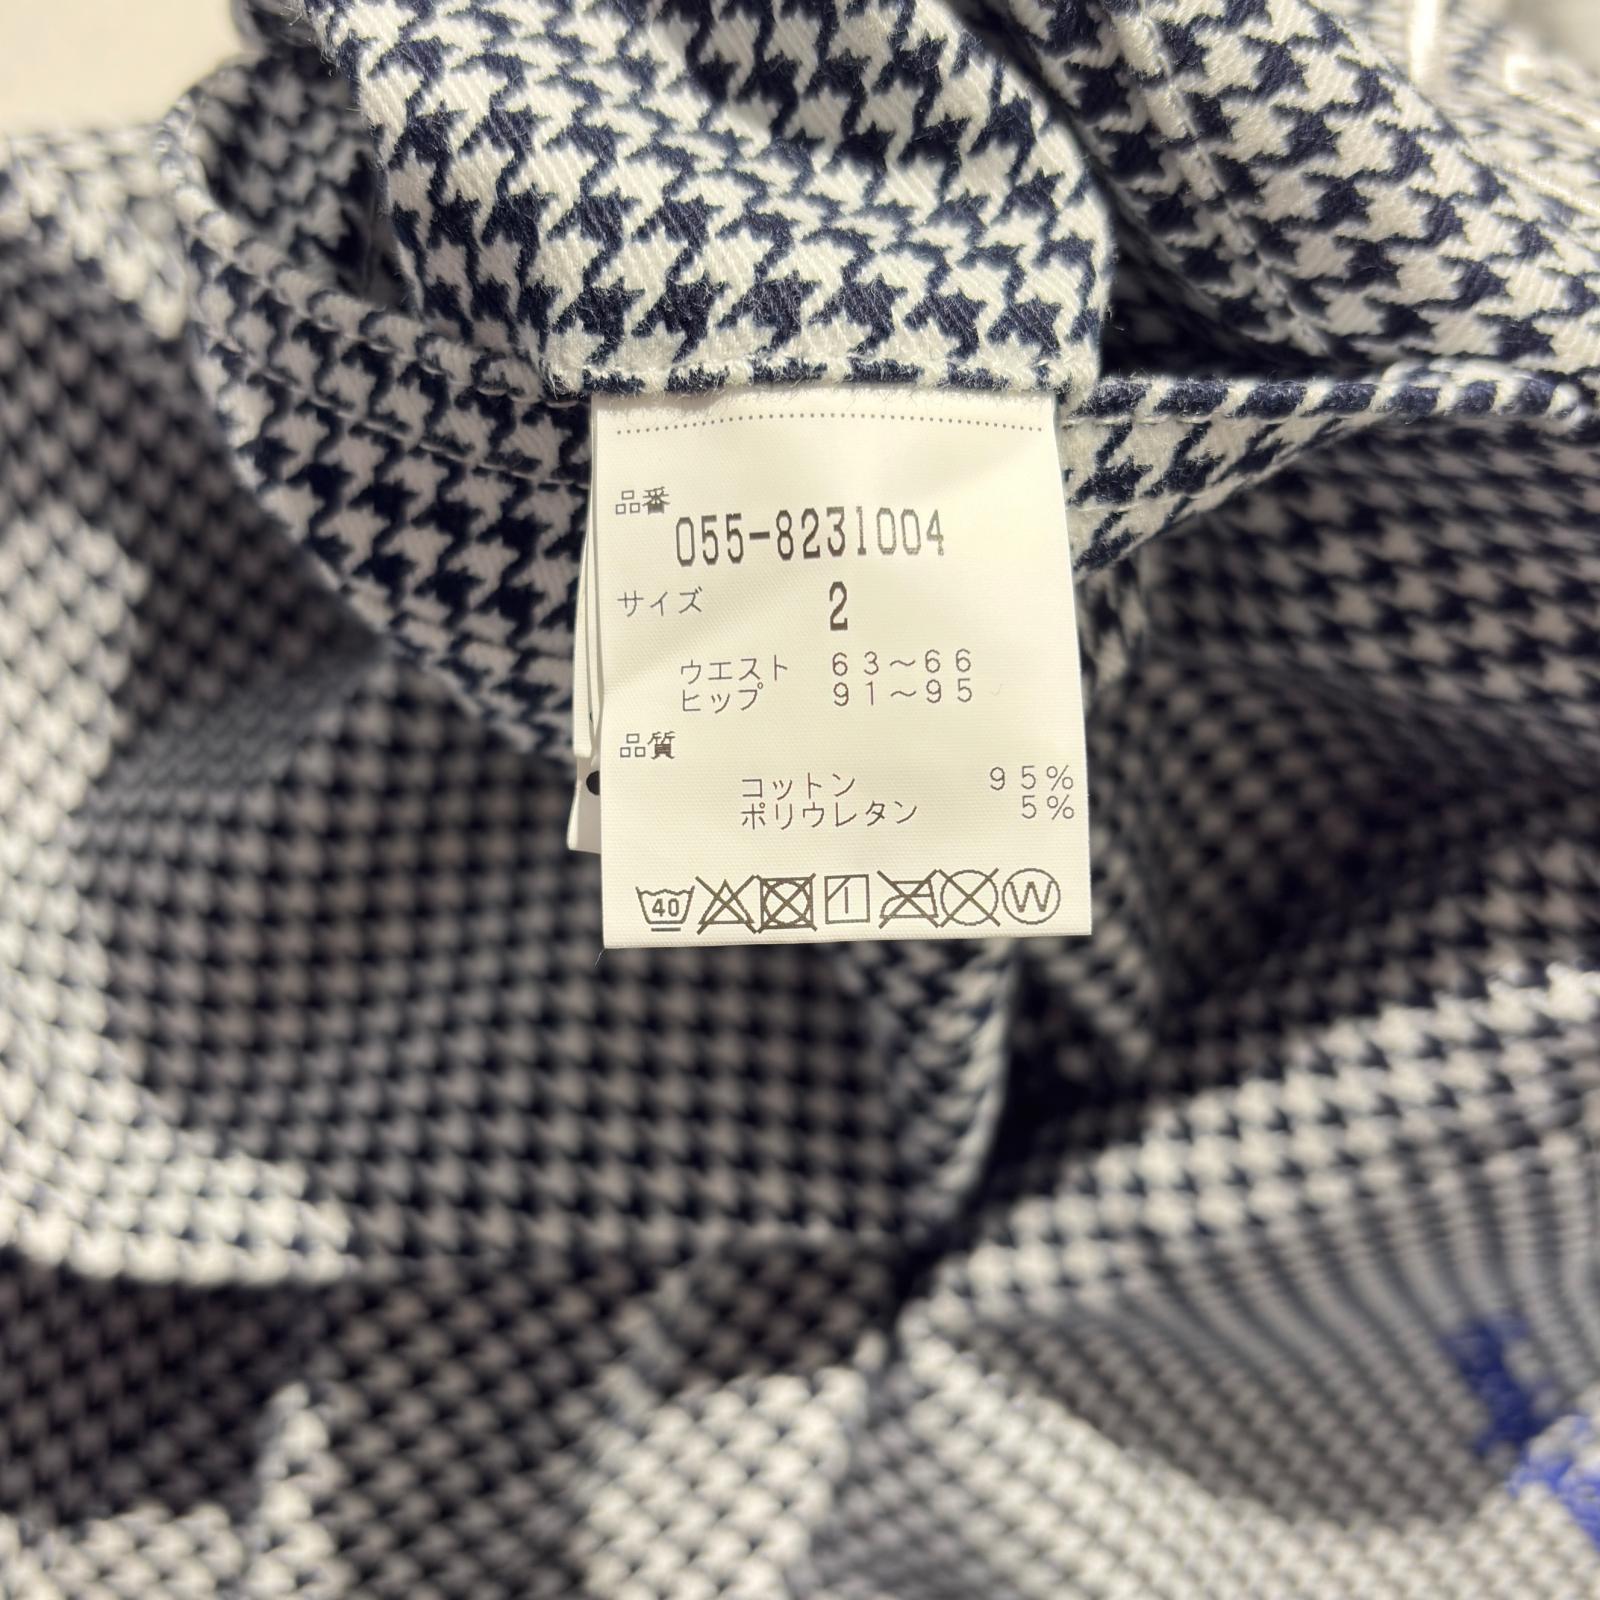 品番
055-8231004
サイズ 2
ウエスト 63～66
ヒップ 91～95
品質
コットン 95%
ポリウレタン 5%
40
W